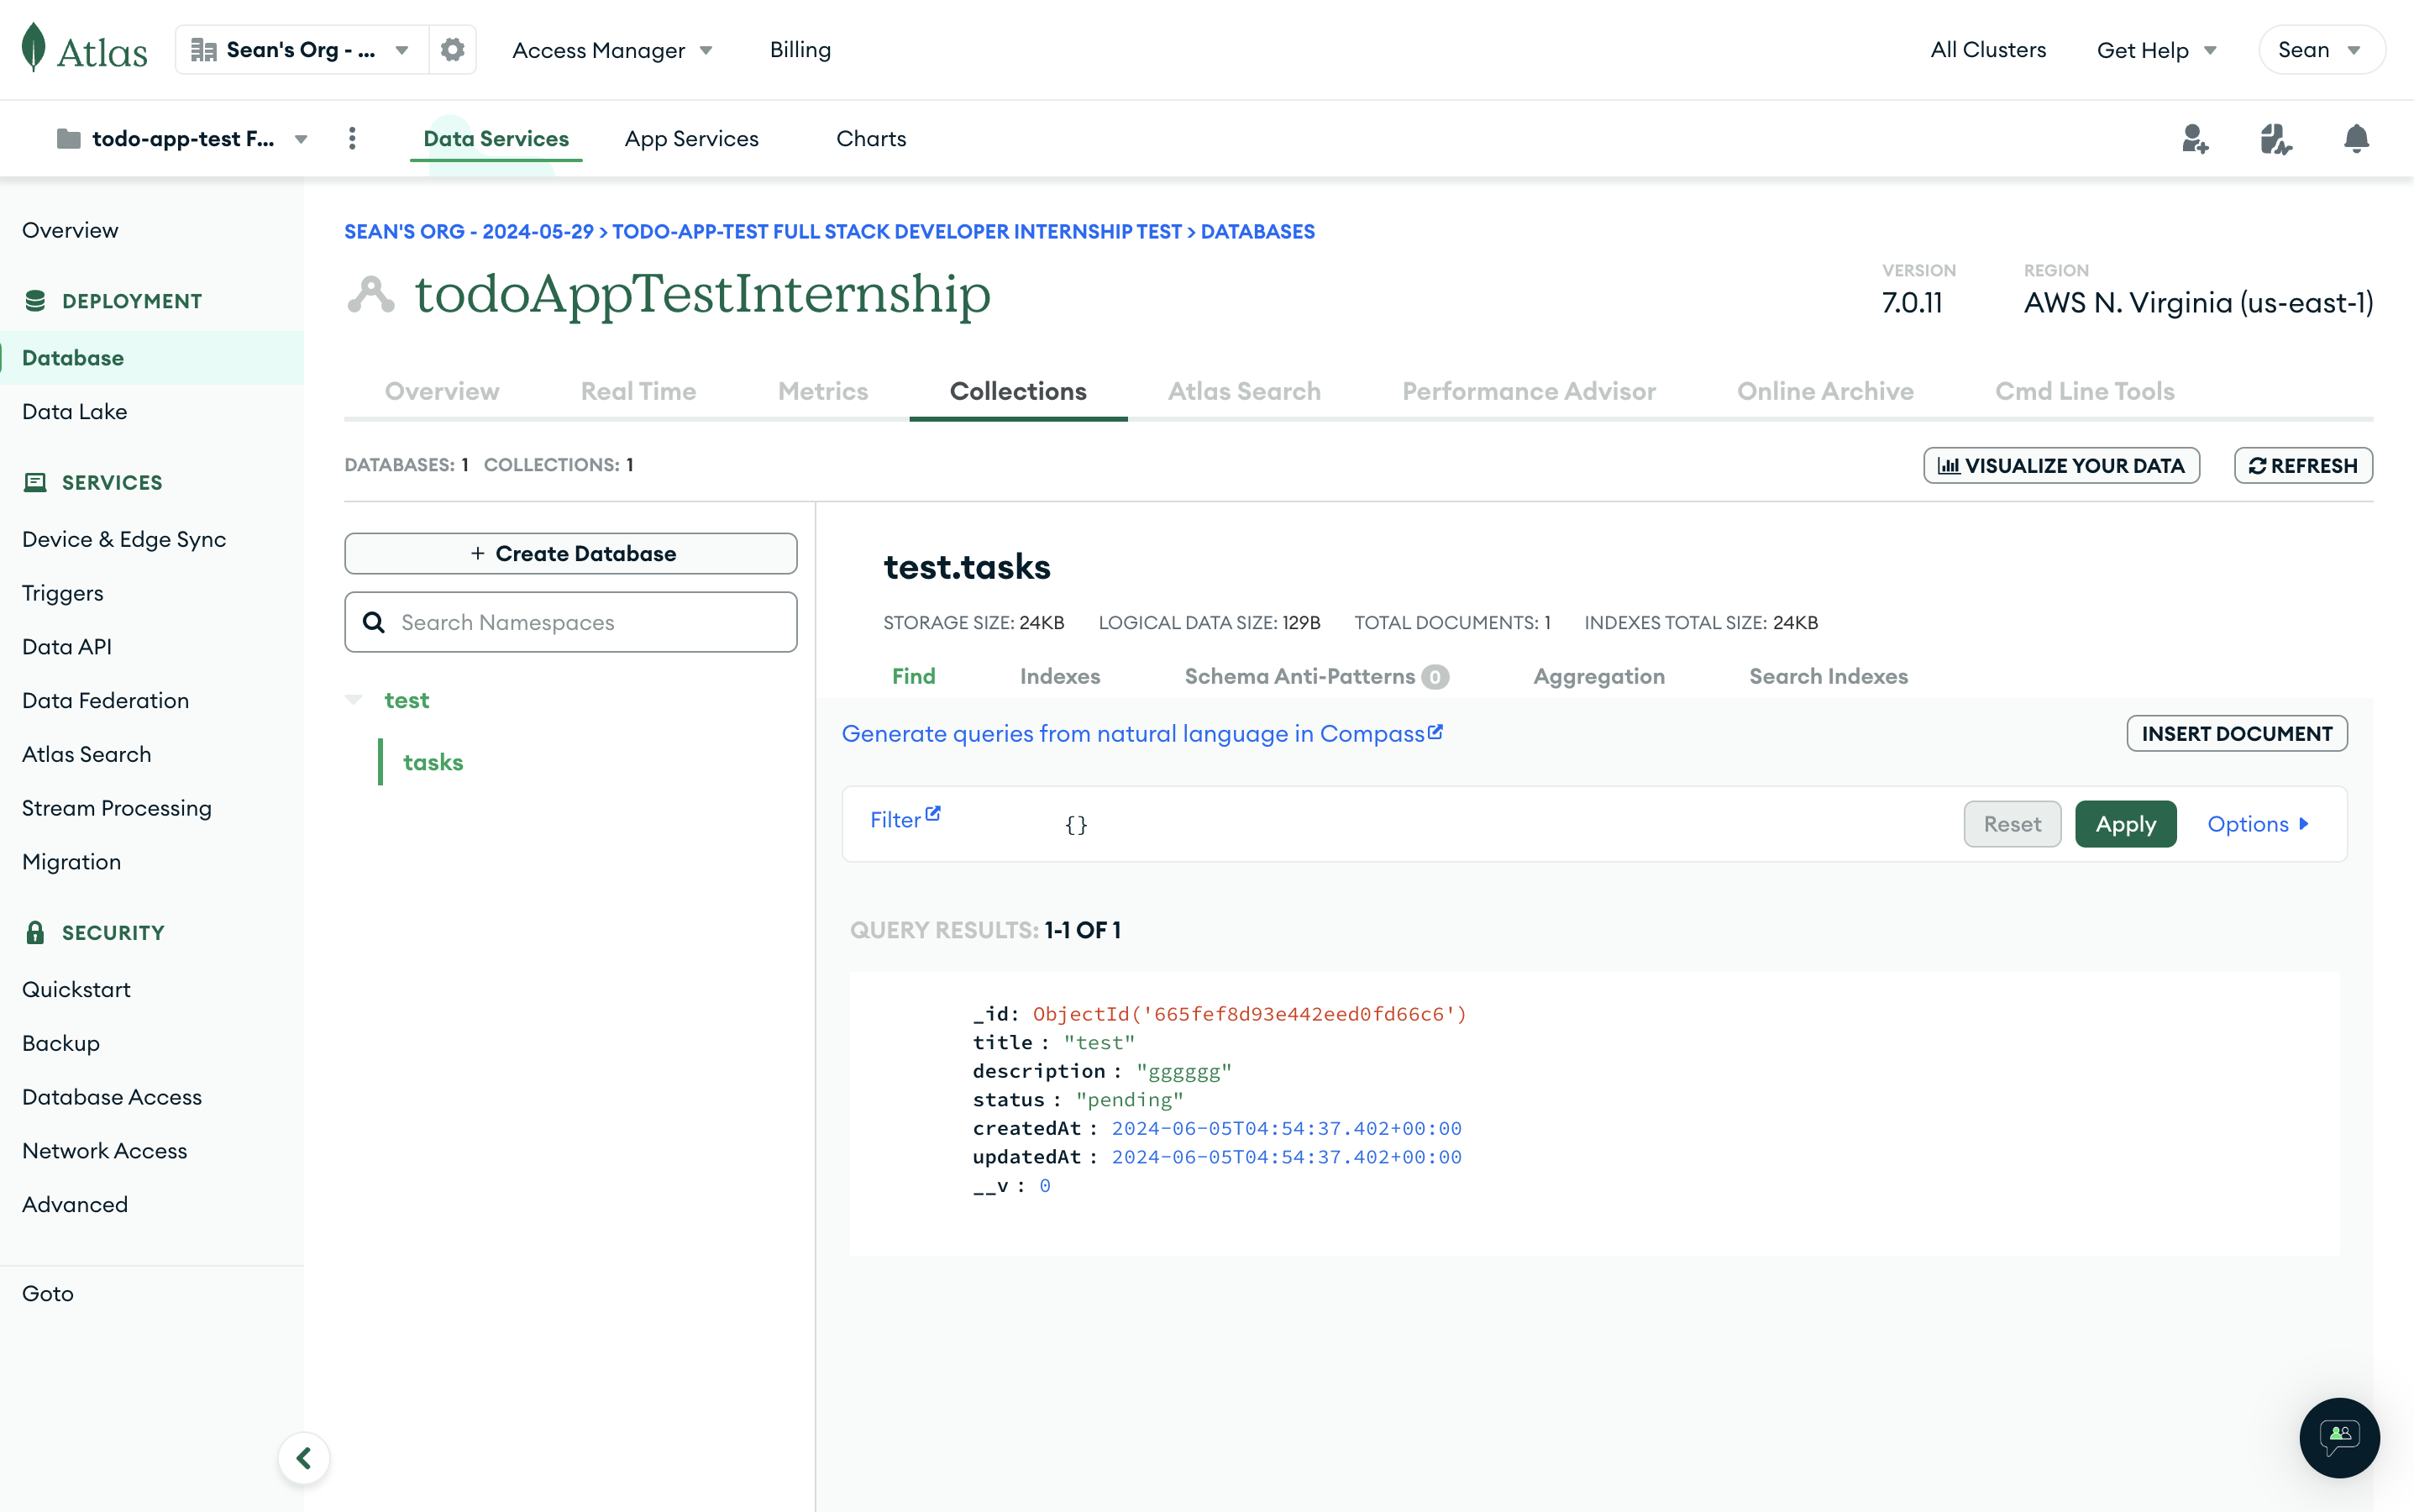 Atlas
Sean's Org - ...
Access Manager
Billing
All Clusters
Get Help
Sean
todo-app-test F...
Data Services
App Services
Charts
Overview
DEPLOYMENT
Database
Data Lake
SERVICES
Device & Edge Sync
Triggers
Data API
Data Federation
Atlas Search
Stream Processing
Migration
SECURITY
Quickstart
Backup
Database Access
Network Access
Advanced
Goto
SEAN'S ORG - 2024-05-29 > TODO-APP-TEST FULL STACK DEVELOPER INTERNSHIP TEST > DATABASES
todoAppTestInternship
VERSION
7.0.11
REGION
AWS N. Virginia (us-east-1)
Overview
Real Time
Metrics
Collections
Atlas Search
Performance Advisor
Online Archive
Cmd Line Tools
DATABASES: 1 COLLECTIONS: 1
VISUALIZE YOUR DATA
REFRESH
+ Create Database
Search Namespaces
test
tasks
test.tasks
STORAGE SIZE: 24KB LOGICAL DATA SIZE: 129B TOTAL DOCUMENTS: 1 INDEXES TOTAL SIZE: 24KB
Find
Indexes
Schema Anti-Patterns 0
Aggregation
Search Indexes
Generate queries from natural language in Compass
INSERT DOCUMENT
Filter
{}
Reset
Apply
Options
QUERY RESULTS: 1-1 OF 1
_id: ObjectId('665fef8d93e442eed0fd66c6')
title : "test"
description : "gggggg"
status : "pending"
createdAt : 2024-06-05T04:54:37.402+00:00
updatedAt : 2024-06-05T04:54:37.402+00:00
__v : 0